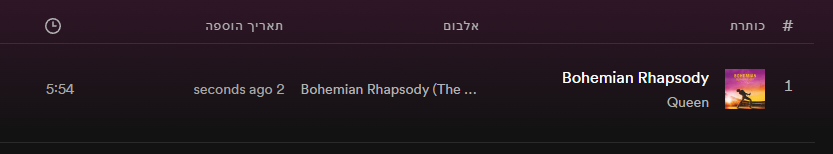 # כותרת אלבום תאריך הוספה
1 Bohemian Rhapsody Bohemian Rhapsody (The ... 2 seconds ago 5:54
Queen